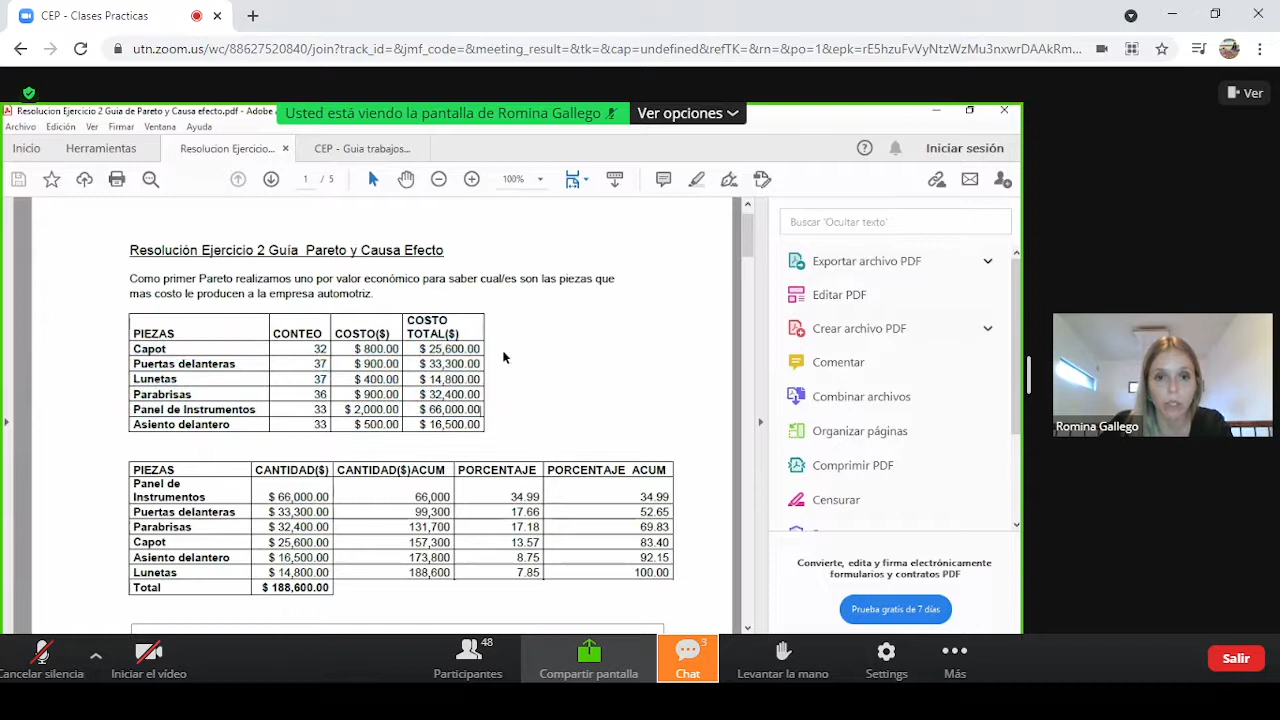 CEP - Clases Practicas
utn.zoom.us/wc/88627520840/join?track_id=&jmf_code=&meeting_result=&tk=&cap=undefined&refTK=&rn=&po=1&epk=rE5hzuFvVyNtzWzMu3nxwrDAAkRm...
Resolucion Ejercicio 2 Guia de Pareto y Causa efecto.pdf - Adobe
Usted está viendo la pantalla de Romina Gallego
Ver opciones
Ver
Archivo Edición Ver Firmar Ventana Ayuda
Inicio Herramientas Resolucion Ejercicio... CEP - Guia trabajos... Iniciar sesión
1 / 5 100%
Resolución Ejercicio 2 Guía Pareto y Causa Efecto
Como primer Pareto realizamos uno por valor económico para saber cual/es son las piezas que
mas costo le producen a la empresa automotriz.
PIEZAS CONTEO COSTO($) COSTO TOTAL($)
Capot 32 $ 800.00 $ 25,600.00
Puertas delanteras 37 $ 900.00 $ 33,300.00
Lunetas 37 $ 400.00 $ 14,800.00
Parabrisas 36 $ 900.00 $ 32,400.00
Panel de Instrumentos 33 $ 2,000.00 $ 66,000.00
Asiento delantero 33 $ 500.00 $ 16,500.00
PIEZAS CANTIDAD($) CANTIDAD($)ACUM PORCENTAJE PORCENTAJE ACUM
Panel de
Instrumentos $ 66,000.00 66,000 34.99 34.99
Puertas delanteras $ 33,300.00 99,300 17.66 52.65
Parabrisas $ 32,400.00 131,700 17.18 69.83
Capot $ 25,600.00 157,300 13.57 83.40
Asiento delantero $ 16,500.00 173,800 8.75 92.15
Lunetas $ 14,800.00 188,600 7.85 100.00
Total $ 188,600.00
Buscar 'Ocultar texto'
Exportar archivo PDF
Editar PDF
Crear archivo PDF
Comentar
Combinar archivos
Organizar páginas
Comprimir PDF
Censurar
Convierte, edita y firma electrónicamente
formularios y contratos PDF
Prueba gratis de 7 días
Romina Gallego
Cancelar silencia
Iniciar el vídeo
48
Participantes
Compartir pantalla
3
Chat
Levantar la mano
Settings
Más
Salir